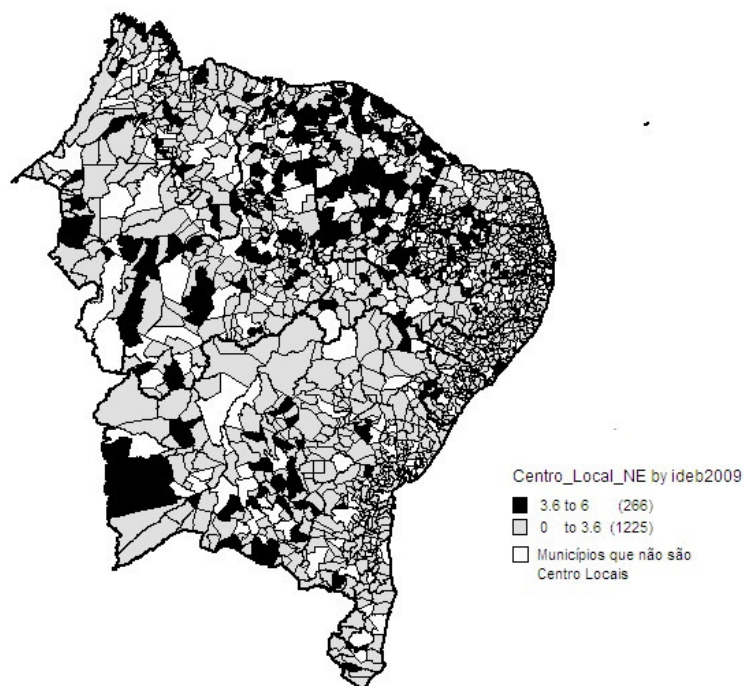 Centro_Local_NE by ideb2009
3.6 to 6 (266)
0 to 3.6 (1225)
Municípios que não são
Centro Locais